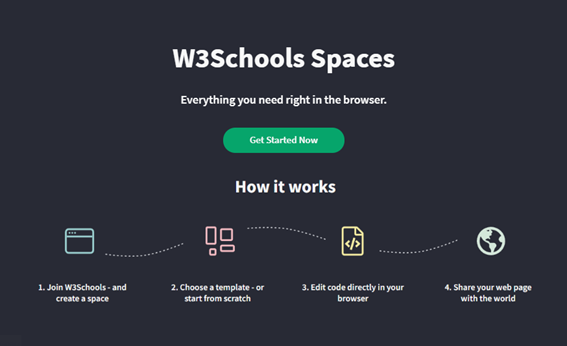 W3Schools Spaces
Everything you need right in the browser.
Get Started Now
How it works
1. Join W3Schools - and
create a space
2. Choose a template - or
start from scratch
3. Edit code directly in your
browser
4. Share your web page
with the world